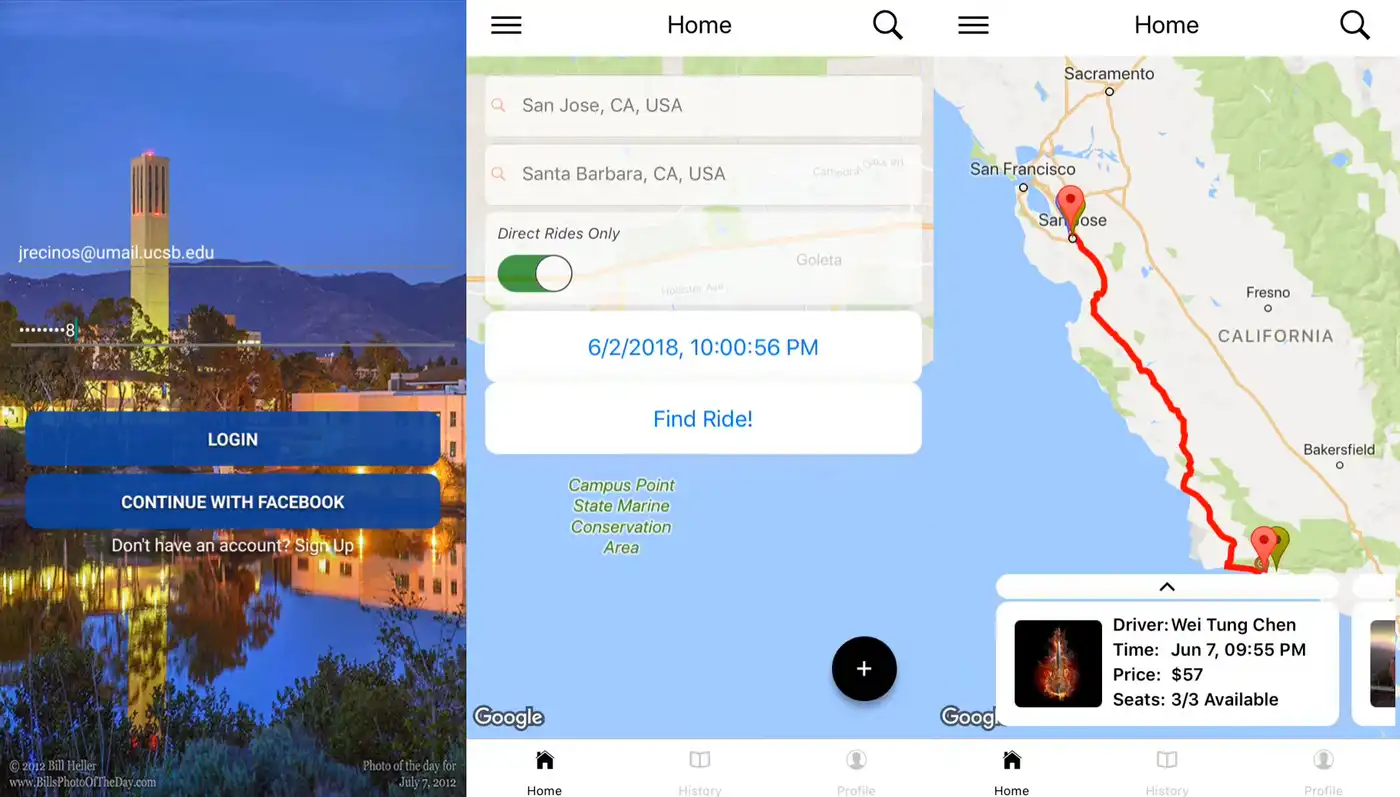 jrecinos@umail.ucsb.edu
••••••••8
LOGIN
CONTINUE WITH FACEBOOK
Don't have an account? Sign Up
© 2012 Bill Heller
www.BillsPhotoOfTheDay.com
Photo of the day for
July 7, 2012
Home
San Jose, CA, USA
Santa Barbara, CA, USA
Cathedral
Direct Rides Only
Goleta
Hollister Ave
6/2/2018, 10:00:56 PM
Find Ride!
Campus Point
State Marine
Conservation
Area
+
Google
Home
History
Profile
Home
Sacramento
San Francisco
San Jose
Fresno
CALIFORNIA
Bakersfield
Driver: Wei Tung Chen
Time: Jun 7, 09:55 PM
Price: $57
Seats: 3/3 Available
Google
Home
History
Profile